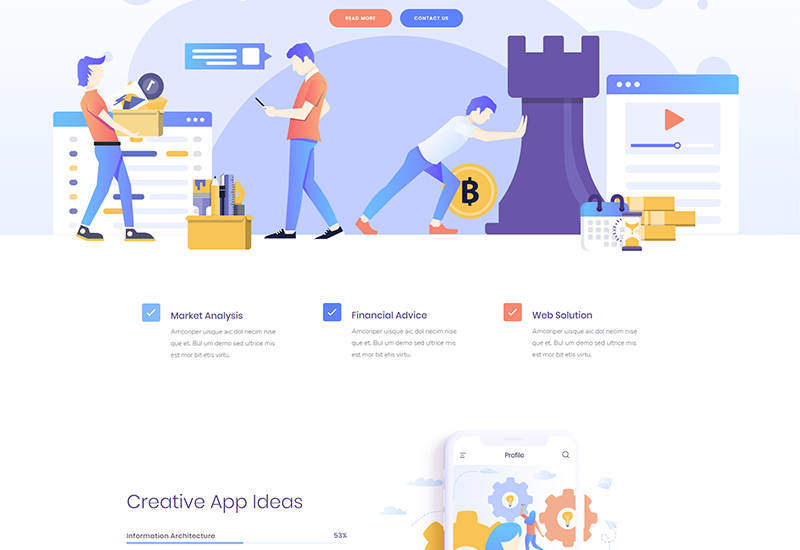 READ MORE
CONTACT US
Market Analysis
Amcoriper uisque aic dol necim nise
que et. Bul um demo sed ultrice mis
est mor bit etis virtu.
Financial Advice
Amcoriper uisque aic dol necim nise
que et. Bul um demo sed ultrice mis
est mor bit etis virtu.
Web Solution
Amcoriper uisque aic dol necim nise
que et. Bul um demo sed ultrice mis
est mor bit etis virtu.
Creative App Ideas
Information Architecture 53%
Profile